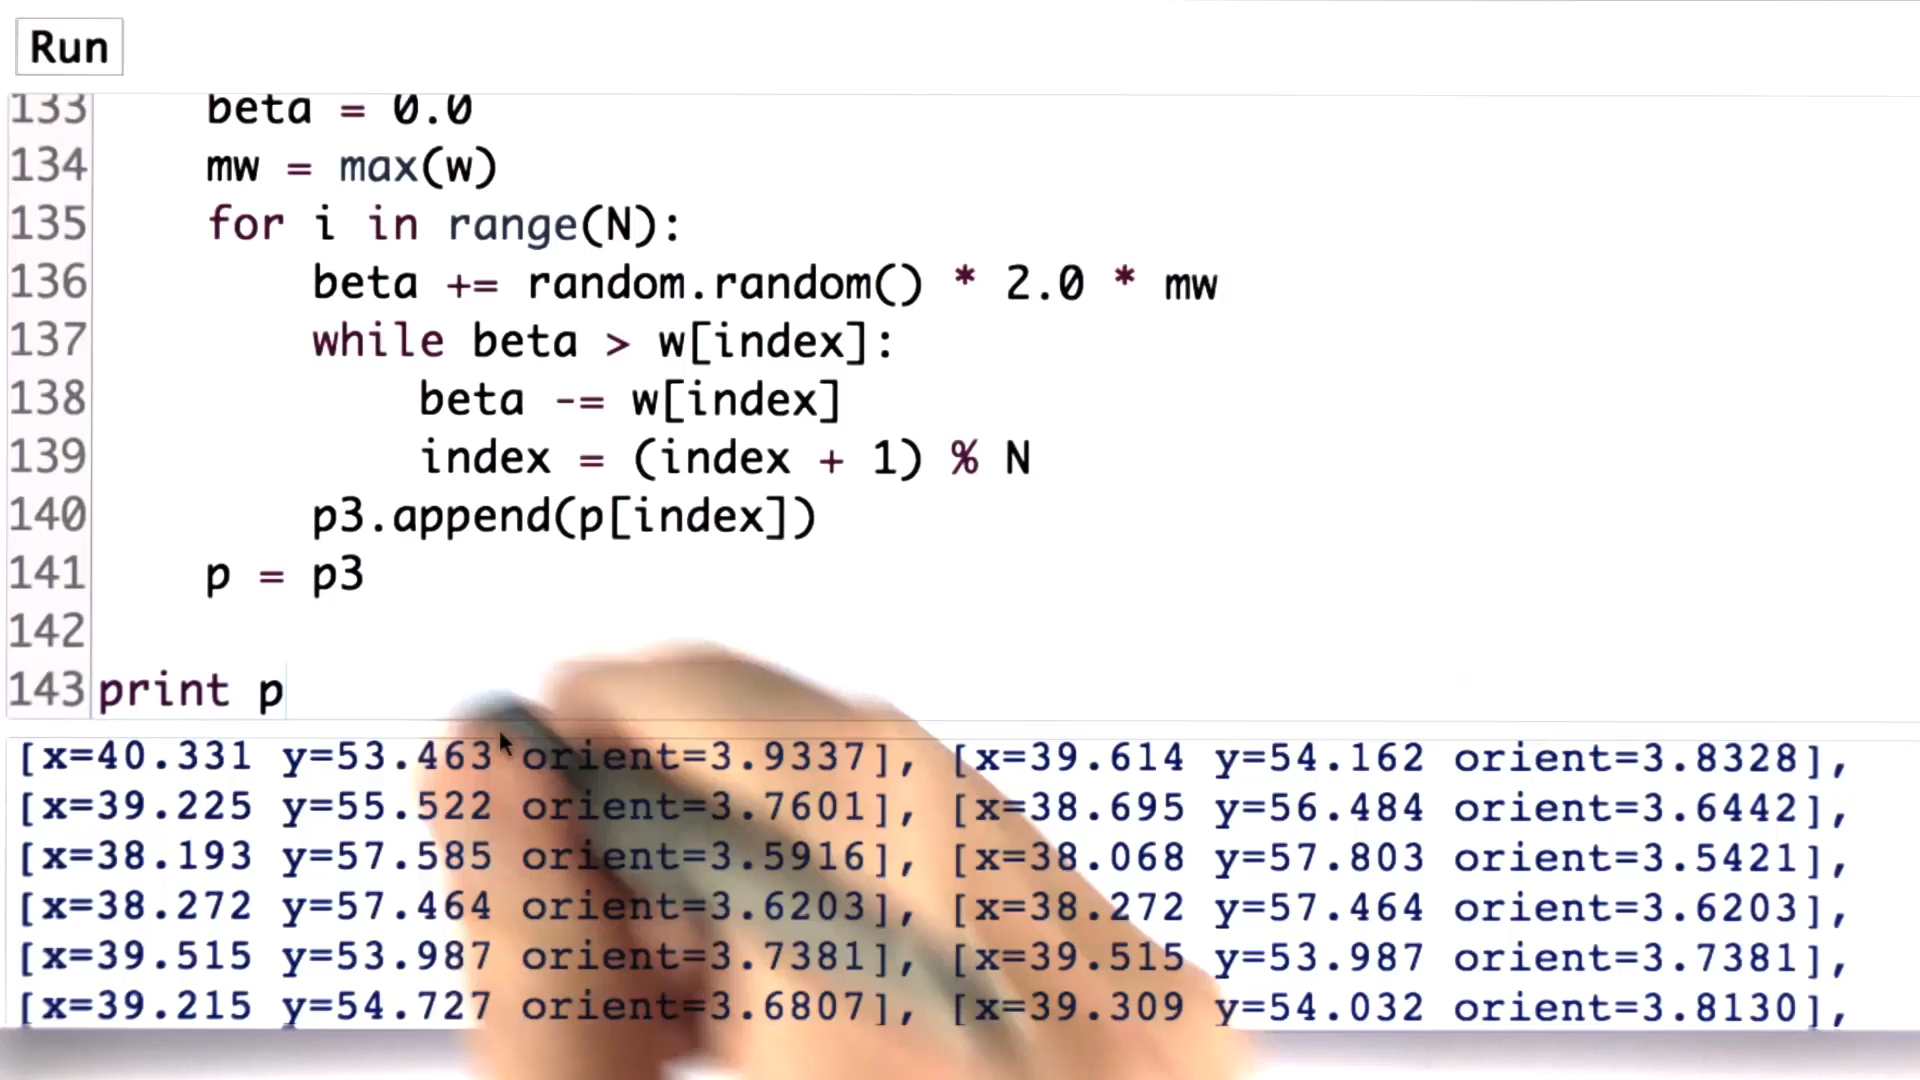 Run
133 beta = 0.0
134 mw = max(w)
135 for i in range(N):
136 beta += random.random() * 2.0 * mw
137 while beta > w[index]:
138 beta -= w[index]
139 index = (index + 1) % N
140 p3.append(p[index])
141 p = p3
142
143 print p
[x=40.331 y=53.463 orient=3.9337], [x=39.614 y=54.162 orient=3.8328],
[x=39.225 y=55.522 orient=3.7601], [x=38.695 y=56.484 orient=3.6442],
[x=38.193 y=57.585 orient=3.5916], [x=38.068 y=57.803 orient=3.5421],
[x=38.272 y=57.464 orient=3.6203], [x=38.272 y=57.464 orient=3.6203],
[x=39.515 y=53.987 orient=3.7381], [x=39.515 y=53.987 orient=3.7381],
[x=39.215 y=54.727 orient=3.6807], [x=39.309 y=54.032 orient=3.8130],